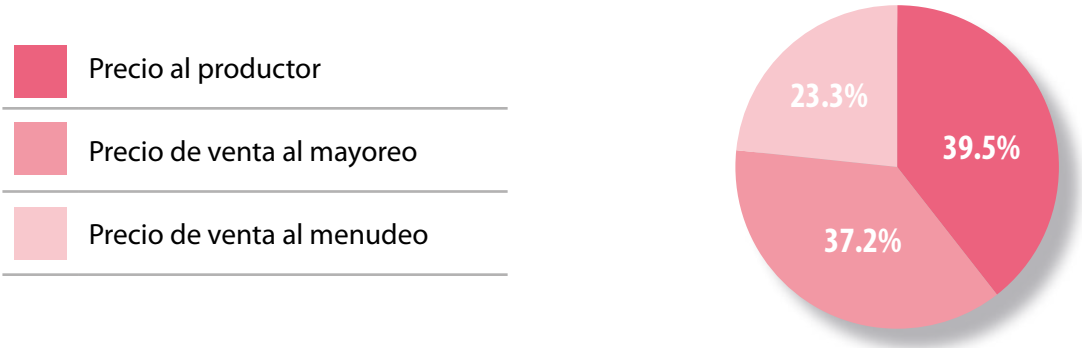 Precio al productor
Precio de venta al mayoreo
Precio de venta al menudeo
23.3%
39.5%
37.2%